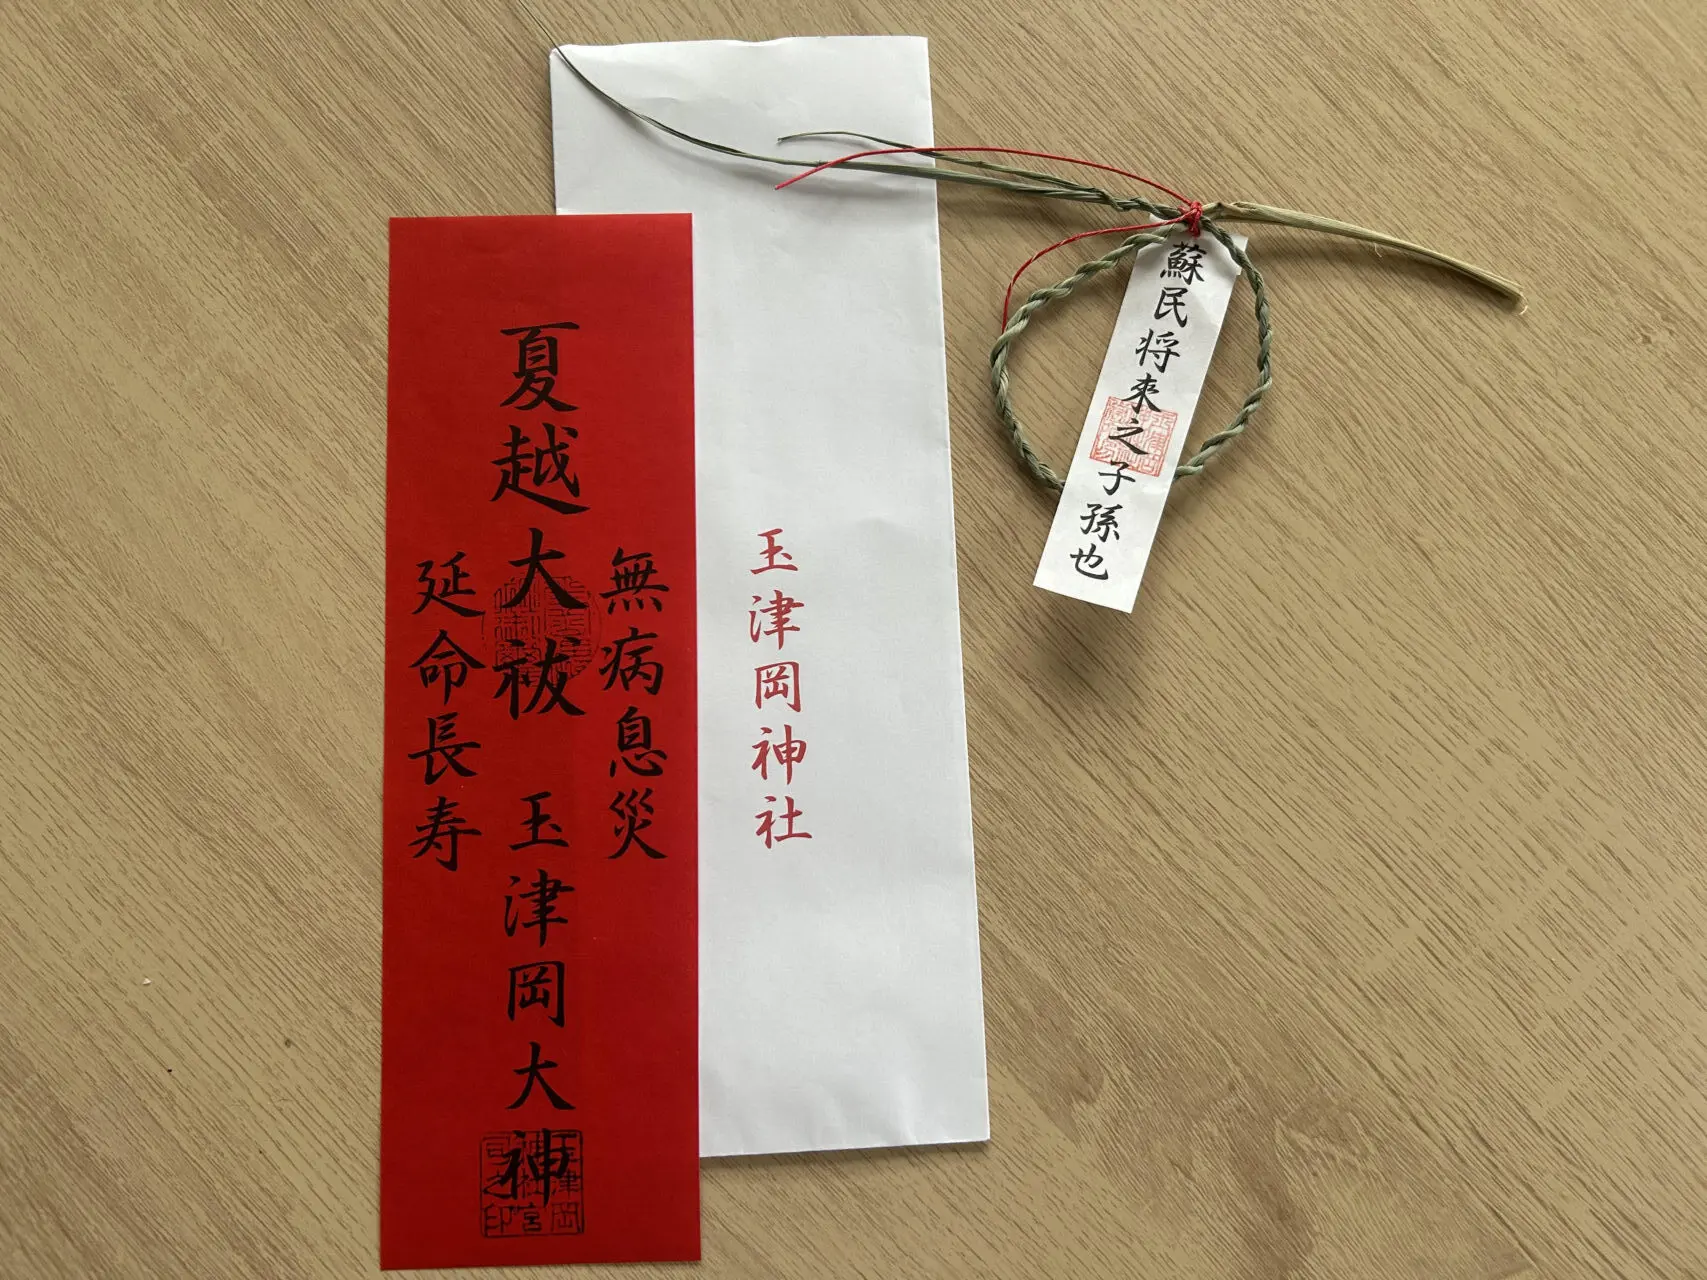 夏越大祓 玉津岡大神
無病息災
延命長寿
玉津岡神社
蘇民将来之子孫也